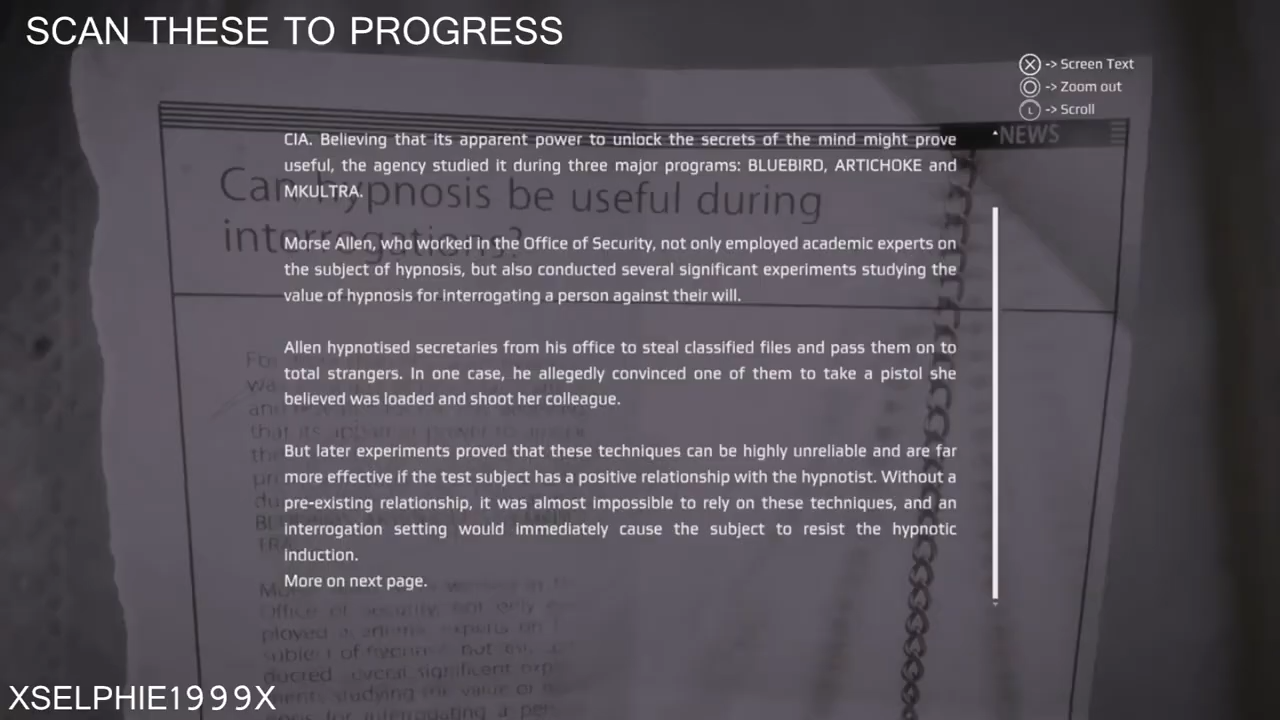 SCAN THESE TO PROGRESS
-> Screen Text
-> Zoom out
L -> Scroll
NEWS
Can hypnosis be useful during
interrogations?
CIA. Believing that its apparent power to unlock the secrets of the mind might prove
useful, the agency studied it during three major programs: BLUEBIRD, ARTICHOKE and
MKULTRA.
Morse Allen, who worked in the Office of Security, not only employed academic experts on
the subject of hypnosis, but also conducted several significant experiments studying the
value of hypnosis for interrogating a person against their will.
Allen hypnotised secretaries from his office to steal classified files and pass them on to
total strangers. In one case, he allegedly convinced one of them to take a pistol she
believed was loaded and shoot her colleague.
But later experiments proved that these techniques can be highly unreliable and are far
more effective if the test subject has a positive relationship with the hypnotist. Without a
pre-existing relationship, it was almost impossible to rely on these techniques, and an
interrogation setting would immediately cause the subject to resist the hypnotic
induction.
More on next page.
XSELPHIE1999X